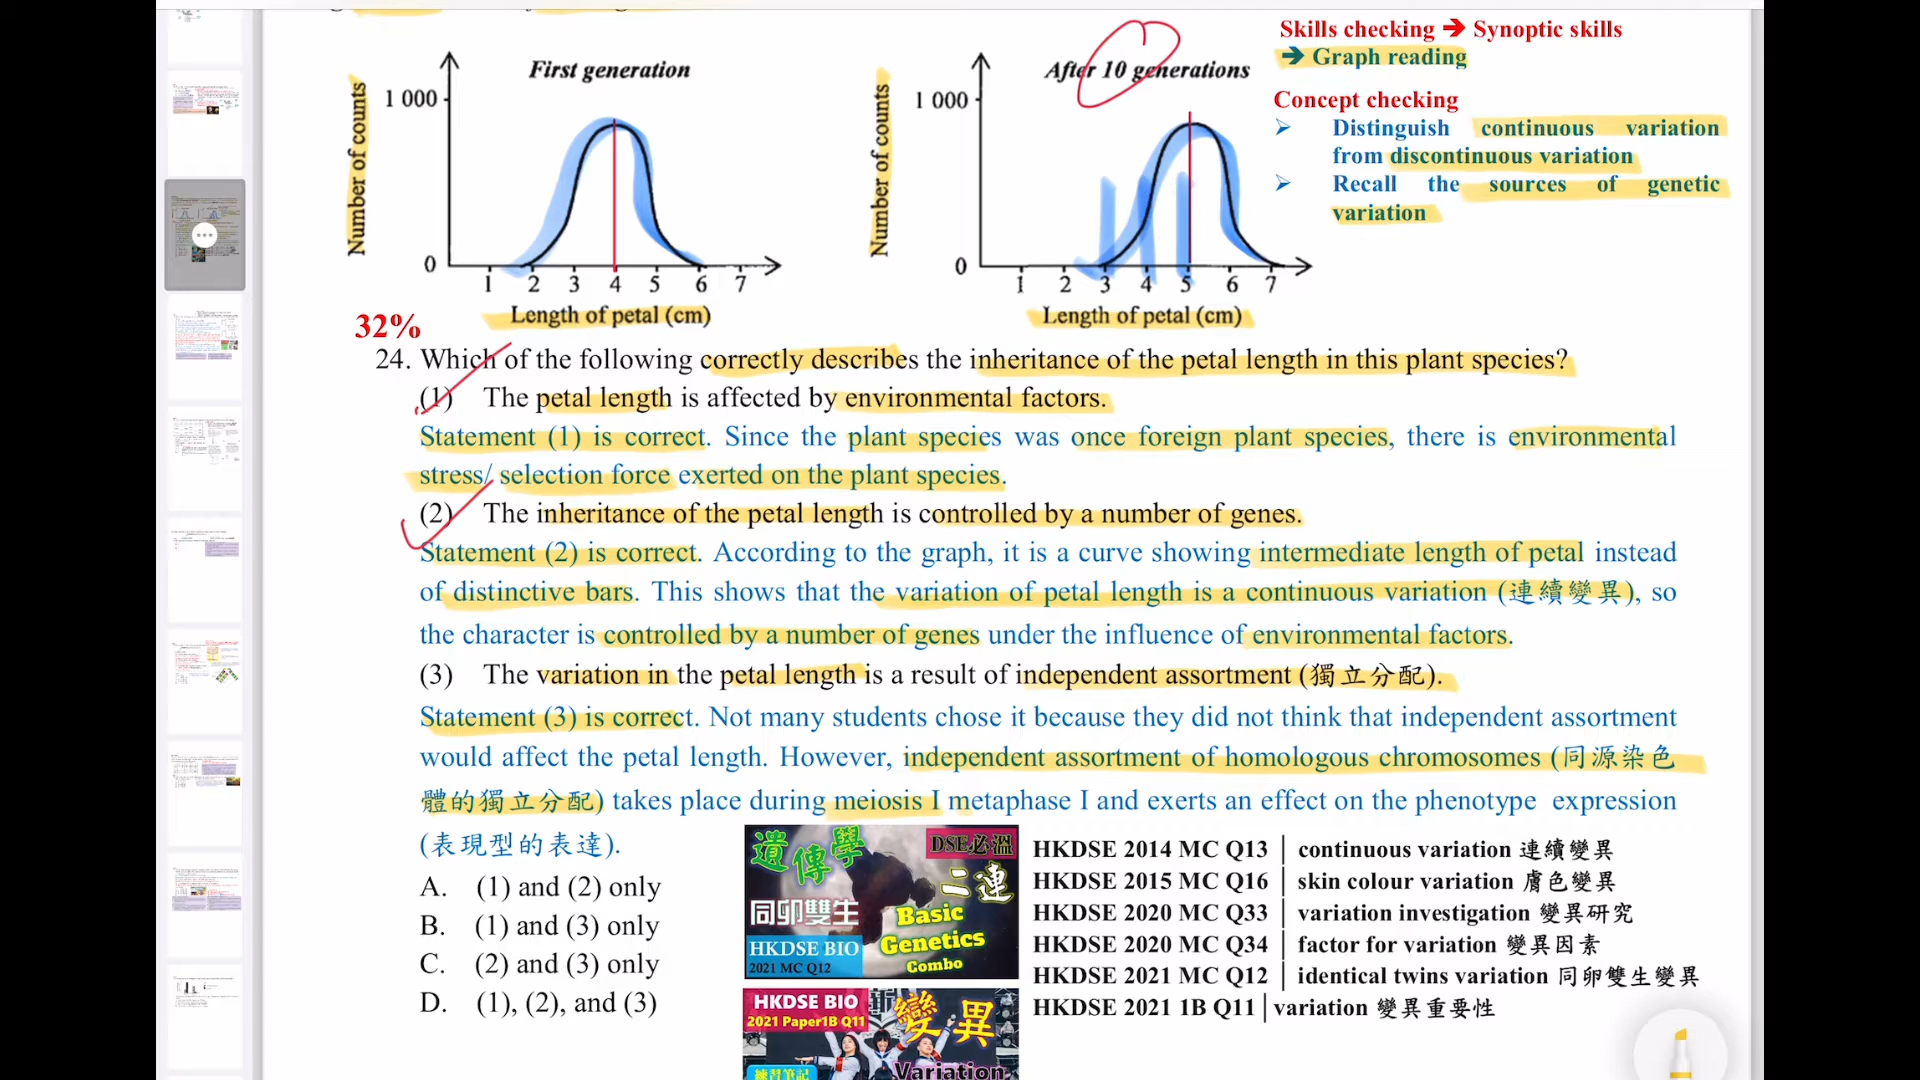 Skills checking ➔ Synoptic skills
➔ Graph reading
Concept checking
➢ Distinguish continuous variation
from discontinuous variation
➢ Recall the sources of genetic
variation
First generation
Number of counts
1 000
0
1 2 3 4 5 6 7
Length of petal (cm)
After 10 generations
Number of counts
1 000
0
1 2 3 4 5 6 7
Length of petal (cm)
32%
24. Which of the following correctly describes the inheritance of the petal length in this plant species?
(1) The petal length is affected by environmental factors.
Statement (1) is correct. Since the plant species was once foreign plant species, there is environmental
stress/ selection force exerted on the plant species.
(2) The inheritance of the petal length is controlled by a number of genes.
Statement (2) is correct. According to the graph, it is a curve showing intermediate length of petal instead
of distinctive bars. This shows that the variation of petal length is a continuous variation (連續變異), so
the character is controlled by a number of genes under the influence of environmental factors.
(3) The variation in the petal length is a result of independent assortment (獨立分配).
Statement (3) is correct. Not many students chose it because they did not think that independent assortment
would affect the petal length. However, independent assortment of homologous chromosomes (同源染色
體的獨立分配) takes place during meiosis I metaphase I and exerts an effect on the phenotype expression
(表現型的表達).
A. (1) and (2) only
B. (1) and (3) only
C. (2) and (3) only
D. (1), (2), and (3)
遺傳學
DSE必溫
二連
同卵雙生
Basic
Genetics
Combo
HKDSE BIO
2021 MC Q12
HKDSE BIO
2021 Paper1B Q11
變異
練習筆記
Variation
HKDSE 2014 MC Q13 | continuous variation 連續變異
HKDSE 2015 MC Q16 | skin colour variation 膚色變異
HKDSE 2020 MC Q33 | variation investigation 變異研究
HKDSE 2020 MC Q34 | factor for variation 變異因素
HKDSE 2021 MC Q12 | identical twins variation 同卵雙生變異
HKDSE 2021 1B Q11 | variation 變異重要性